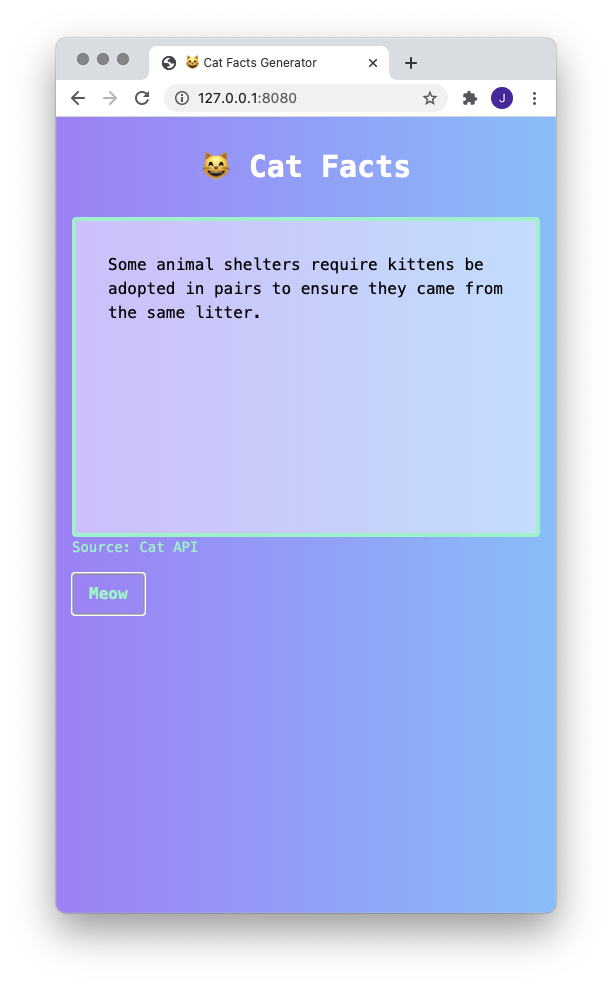 😺 Cat Facts Generator
127.0.0.1:8080
J
😺 Cat Facts
Some animal shelters require kittens be
adopted in pairs to ensure they came from
the same litter.
Source: Cat API
Meow